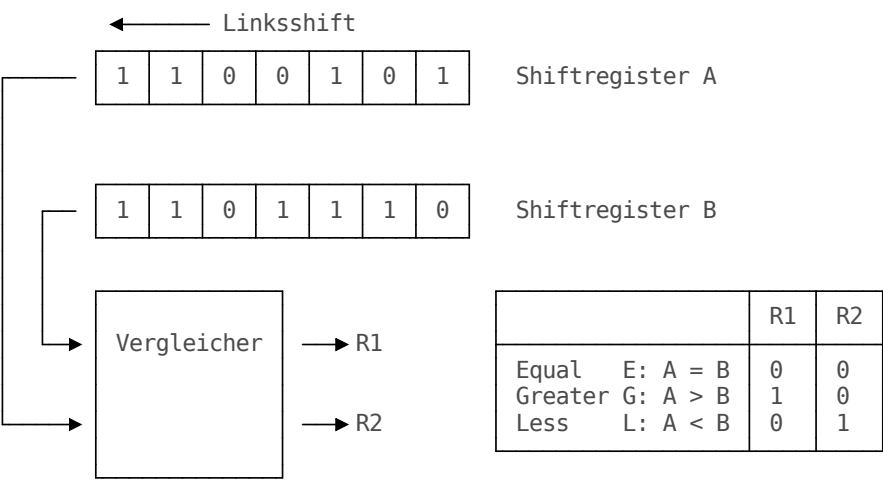 Linksshift
1 1 0 0 1 0 1 Shiftregister A
1 1 0 1 1 1 0 Shiftregister B
R1 R2
Vergleicher R1
Equal E: A = B 0 0
Greater G: A > B 1 0
R2 Less L: A < B 0 1